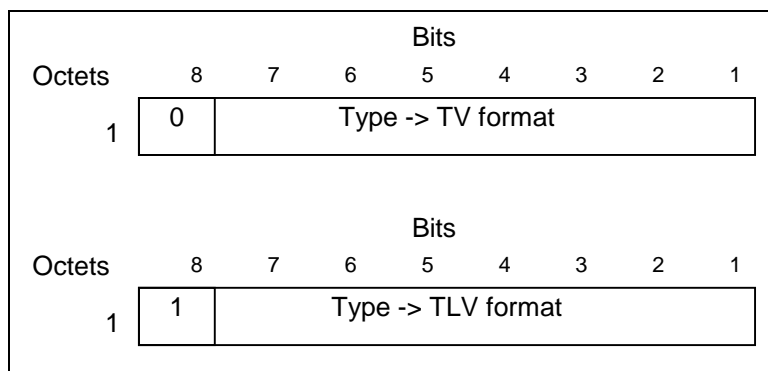 Bits
Octets 8 7 6 5 4 3 2 1
1 0 Type -> TV format
Bits
Octets 8 7 6 5 4 3 2 1
1 1 Type -> TLV format